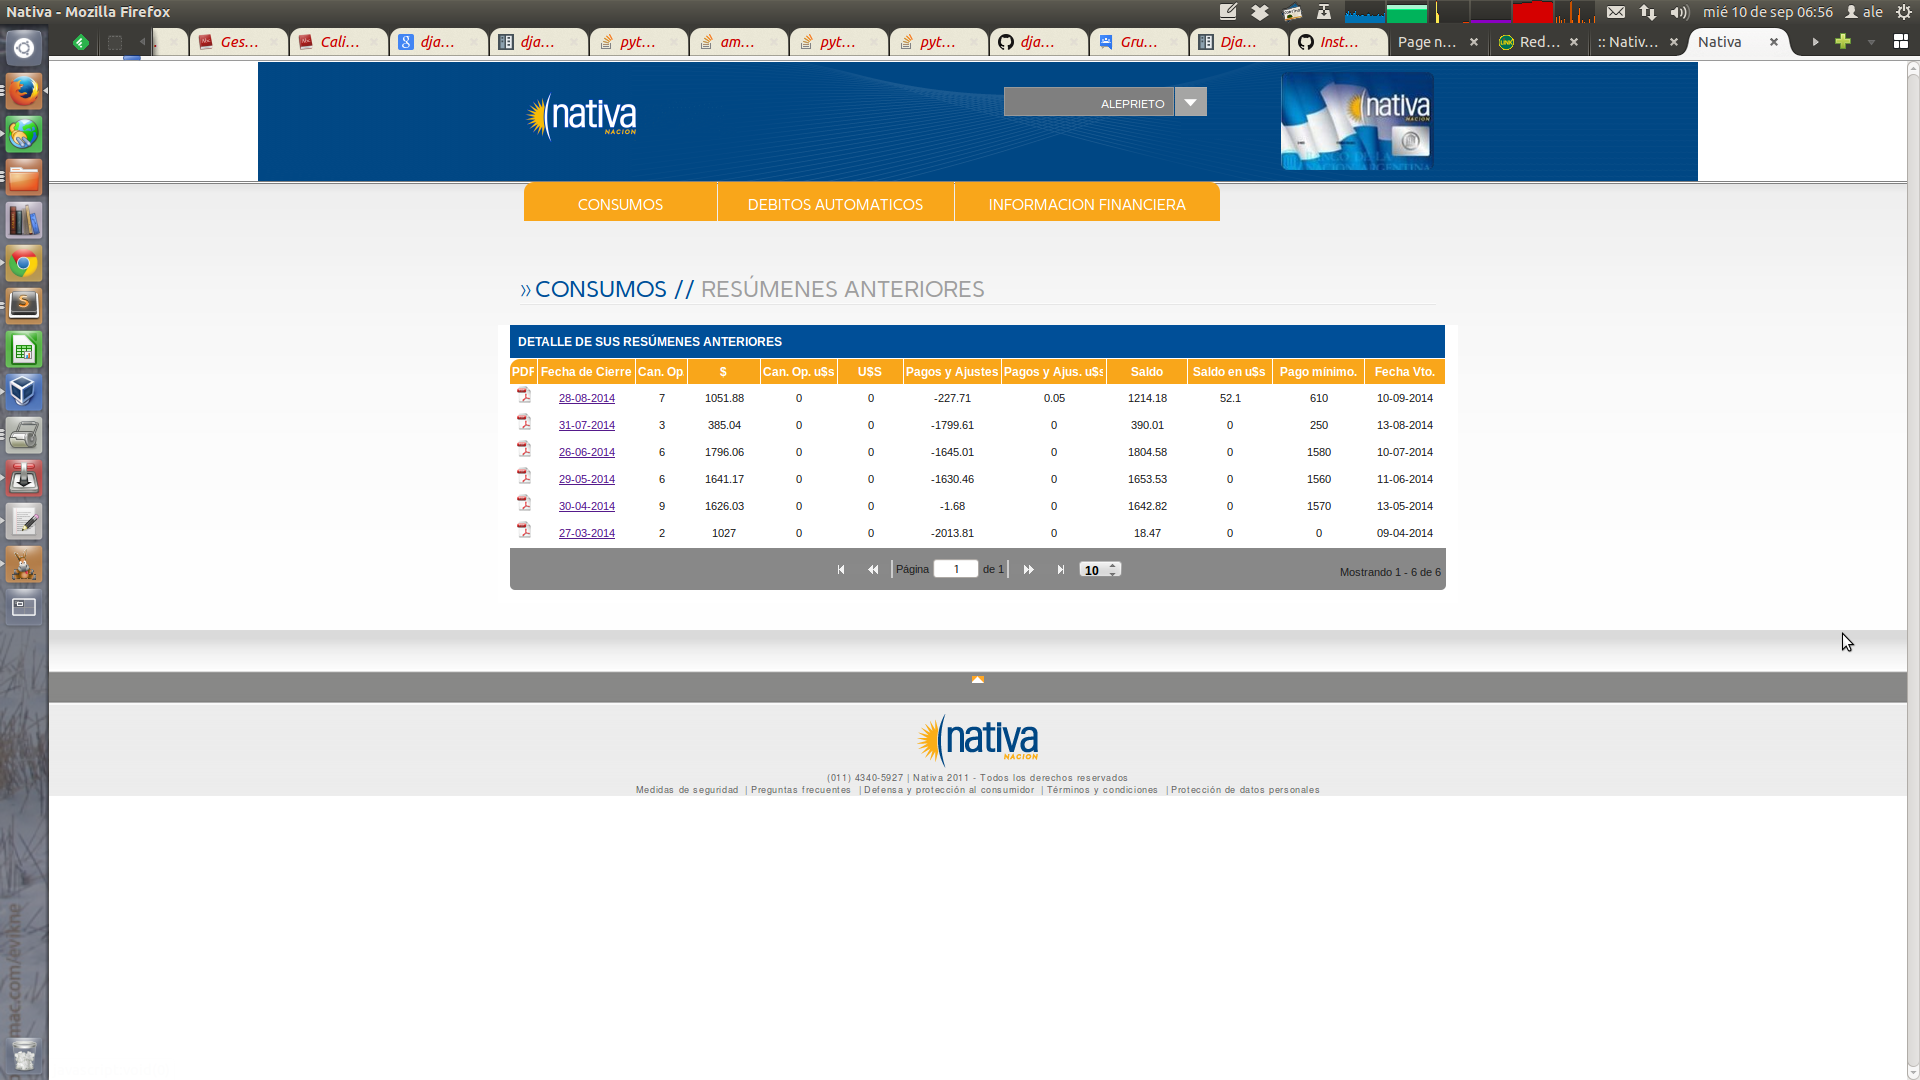 Nativa - Mozilla Firefox
mié 10 de sep 06:56 ale
Ges... Cali... dja... dja... pyt... am... pyt... pyt... dja... Gru... Dja... Inst... Page n... Red... :: Nativ... Nativa
nativa
NACION
ALEPRIETO
nativa
BANCO DE LA
NACION ARGENTINA
CONSUMOS DEBITOS AUTOMATICOS INFORMACION FINANCIERA
» CONSUMOS // RESÚMENES ANTERIORES
DETALLE DE SUS RESÚMENES ANTERIORES
PDF Fecha de Cierre Can. Op $ Can. Op. u$s U$S Pagos y Ajustes Pagos y Ajus. u$s Saldo Saldo en u$s Pago mínimo. Fecha Vto.
28-08-2014 7 1051.88 0 0 -227.71 0.05 1214.18 52.1 610 10-09-2014
31-07-2014 3 385.04 0 0 -1799.61 0 390.01 0 250 13-08-2014
26-06-2014 6 1796.06 0 0 -1645.01 0 1804.58 0 1580 10-07-2014
29-05-2014 6 1641.17 0 0 -1630.46 0 1653.53 0 1560 11-06-2014
30-04-2014 9 1626.03 0 0 -1.68 0 1642.82 0 1570 13-05-2014
27-03-2014 2 1027 0 0 -2013.81 0 18.47 0 0 09-04-2014
Página 1 de 1 10 Mostrando 1 - 6 de 6
nativa
NACION
(011) 4340-5927 | Nativa 2011 - Todos los derechos reservados
Medidas de seguridad | Preguntas frecuentes | Defensa y protección al consumidor | Términos y condiciones | Protección de datos personales
mac.com/evikne